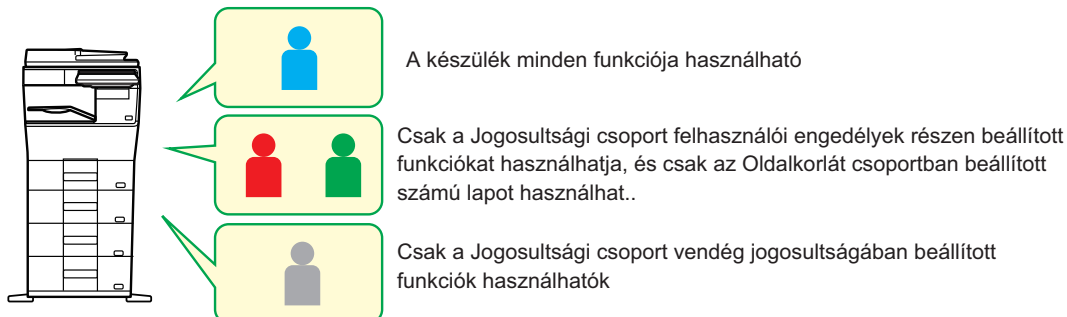 A készülék minden funkciója használható
Csak a Jogosultsági csoport felhasználói engedélyek részen beállított
funkciókat használhatja, és csak az Oldalkorlát csoportban beállított
számú lapot használhat..
Csak a Jogosultsági csoport vendég jogosultságában beállított
funkciók használhatók